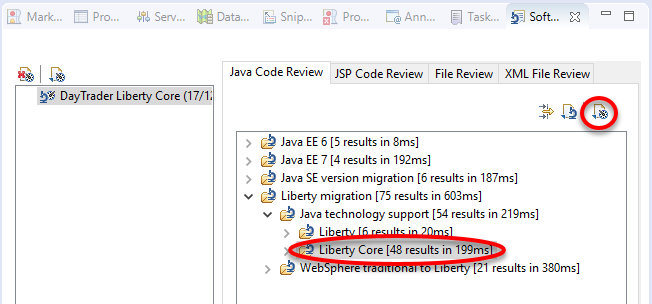 Mark...
Pro...
Serv...
Data...
Snip...
Prob...
Ann...
Task...
Soft...
DayTrader Liberty Core (17/12
Java Code Review
JSP Code Review
File Review
XML File Review
Java EE 6 [5 results in 8ms]
Java EE 7 [4 results in 192ms]
Java SE version migration [6 results in 187ms]
Liberty migration [75 results in 603ms]
Java technology support [54 results in 219ms]
Liberty [6 results in 20ms]
Liberty Core [48 results in 199ms]
WebSphere traditional to Liberty [21 results in 380ms]